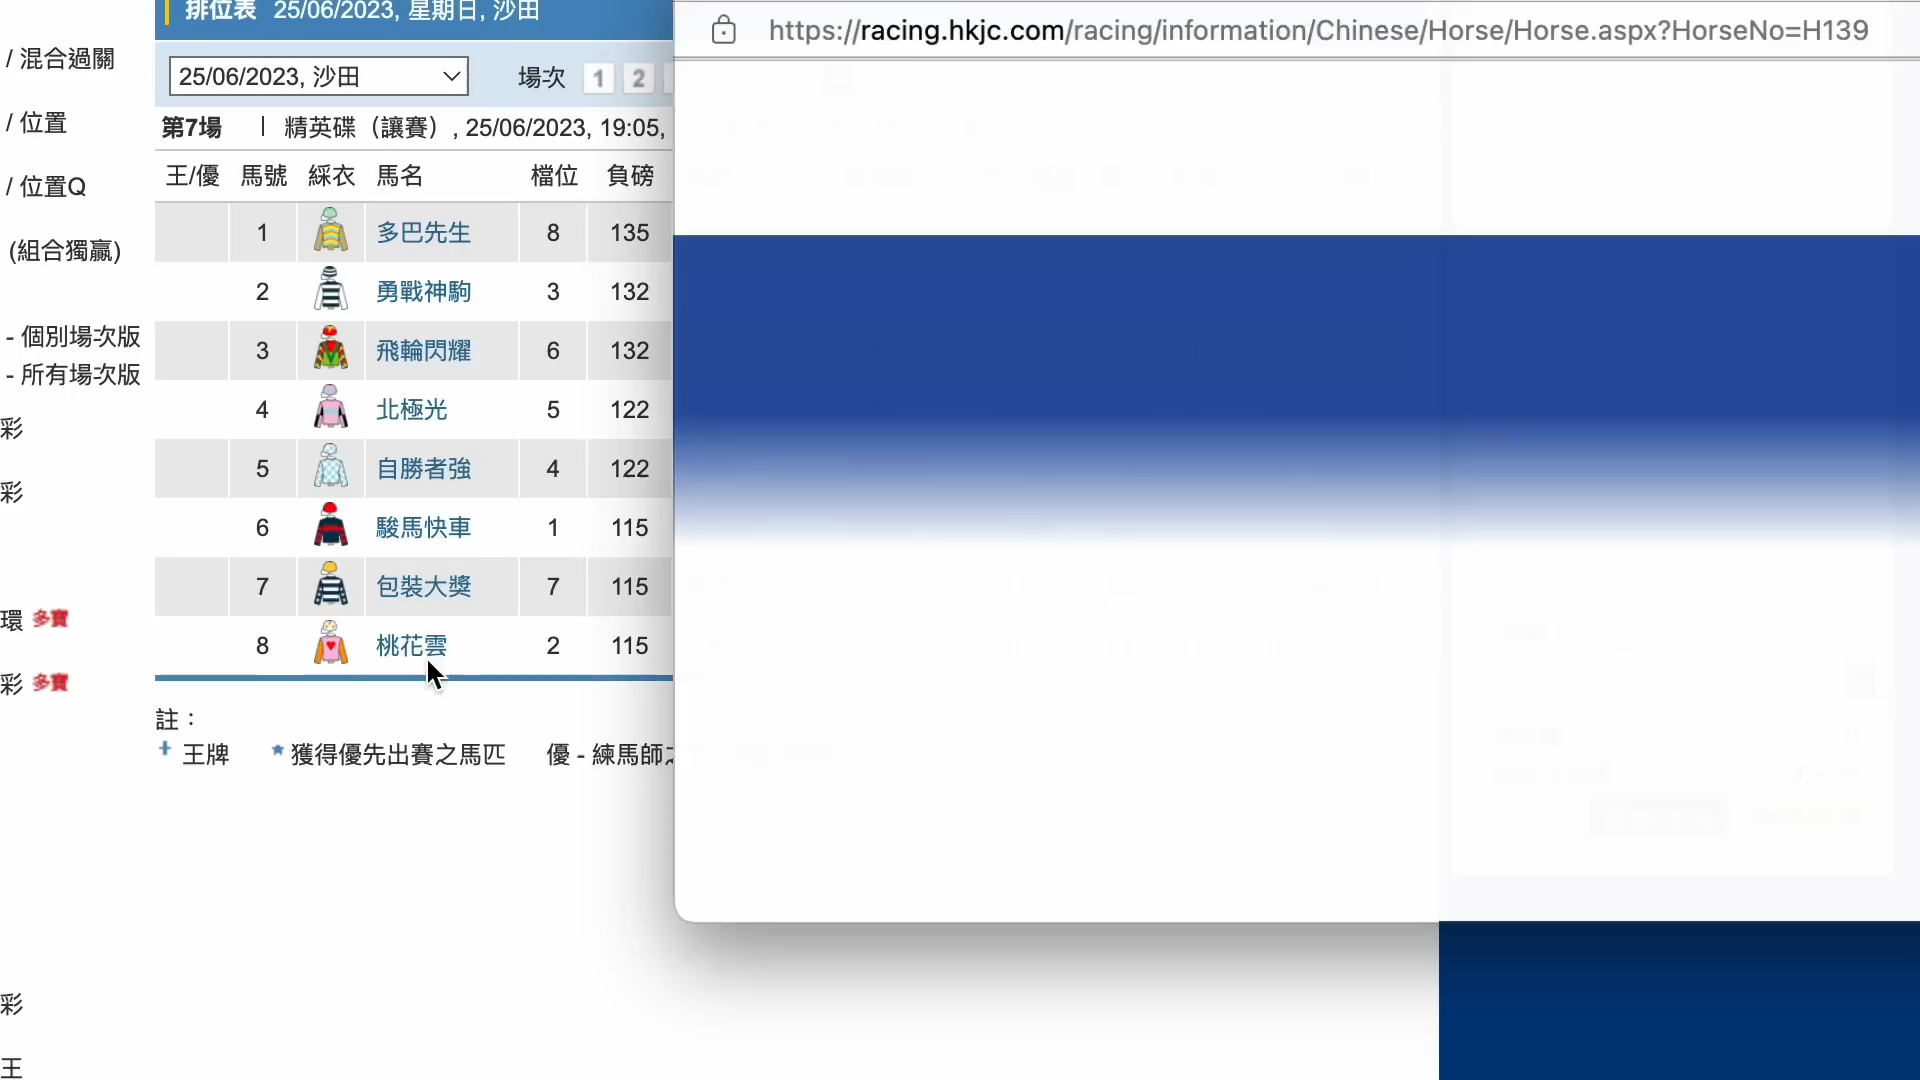 排位表 25/06/2023, 星期日, 沙田
https://racing.hkjc.com/racing/information/Chinese/Horse/Horse.aspx?HorseNo=H139
/ 混合過關
/ 位置
/ 位置Q
(組合獨贏)
- 個別場次版
- 所有場次版
彩
彩
環 多寶
彩 多寶
彩
王
25/06/2023, 沙田 場次 1 2
第7場 | 精英碟（讓賽）, 25/06/2023, 19:05,
王/優 馬號 綵衣 馬名 檔位 負磅
1 多巴先生 8 135
2 勇戰神駒 3 132
3 飛輪閃耀 6 132
4 北極光 5 122
5 自勝者強 4 122
6 駿馬快車 1 115
7 包裝大獎 7 115
8 桃花雲 2 115
註：
王牌 * 獲得優先出賽之馬匹 優 - 練馬師